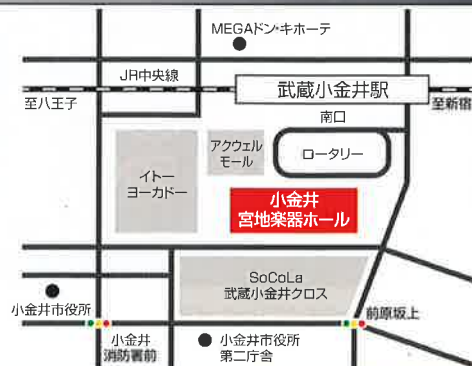 MEGAドン・キホーテ
JR中央線
武蔵小金井駅
至八王子
至新宿
南口
アクウェル
モール
ロータリー
イトー
ヨーカドー
小金井
宮地楽器ホール
SoCoLa
武蔵小金井クロス
小金井市役所
前原坂上
小金井
消防署前
小金井市役所
第二庁舎